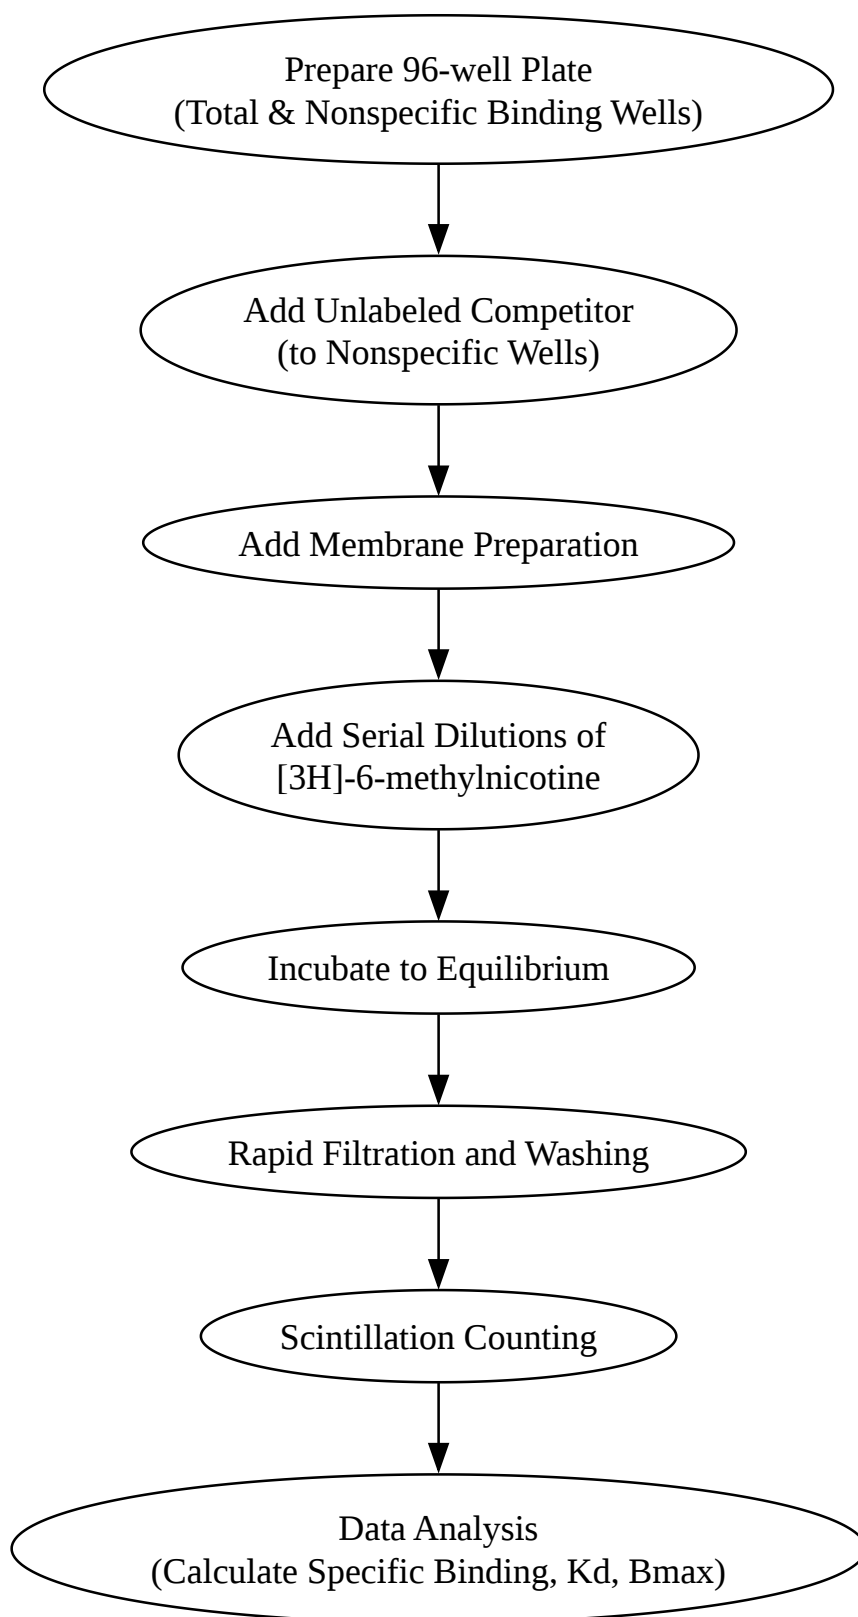 Prepare 96-well Plate
(Total & Nonspecific Binding Wells)
Add Unlabeled Competitor
(to Nonspecific Wells)
Add Membrane Preparation
Add Serial Dilutions of
[3H]-6-methylnicotine
Incubate to Equilibrium
Rapid Filtration and Washing
Scintillation Counting
Data Analysis
(Calculate Specific Binding, Kd, Bmax)